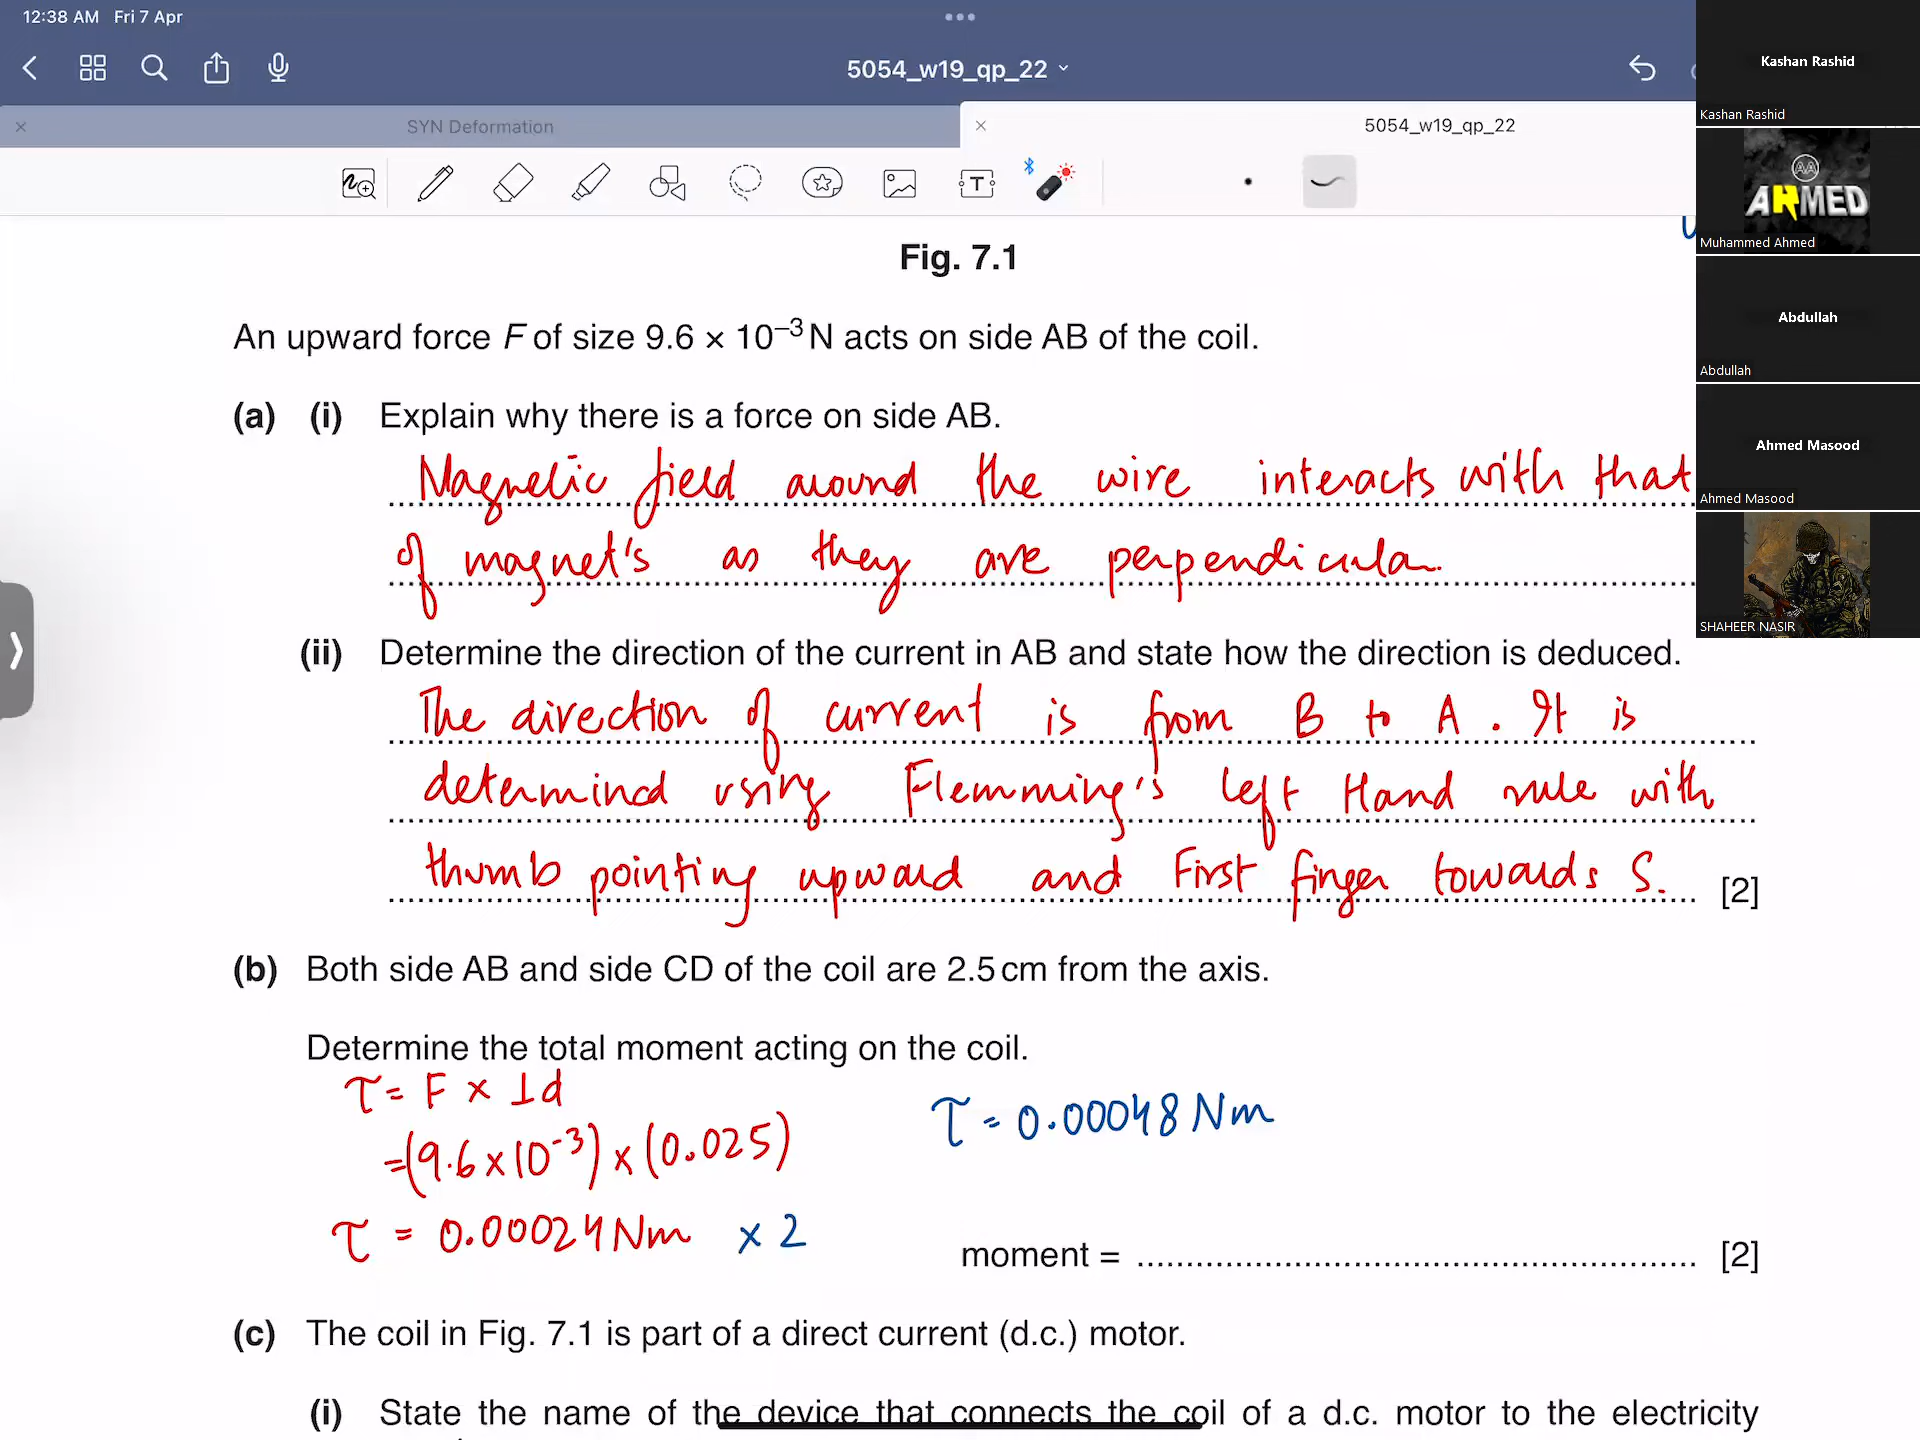 12:38 AM Fri 7 Apr
5054_w19_qp_22
SYN Deformation
5054_w19_qp_22
T
Kashan Rashid
Kashan Rashid
AA
AHMED
Muhammed Ahmed
Abdullah
Abdullah
Ahmed Masood
Ahmed Masood
SHAHEER NASIR
Fig. 7.1
An upward force F of size 9.6 × 10⁻³ N acts on side AB of the coil.
(a) (i) Explain why there is a force on side AB.
Magnetic field around the wire interacts with that
of magnet's as they are perpendicular.
(ii) Determine the direction of the current in AB and state how the direction is deduced.
The direction of current is from B to A. It is
determined using Flemming's left Hand rule with
thumb pointing upward and First finger towards S. [2]
(b) Both side AB and side CD of the coil are 2.5 cm from the axis.
Determine the total moment acting on the coil.
τ = F × ⊥d
τ = 0.00048 Nm
=(9.6×10⁻³) × (0.025)
τ = 0.00024 Nm × 2
moment = ........................................................ [2]
(c) The coil in Fig. 7.1 is part of a direct current (d.c.) motor.
(i) State the name of the device that connects the coil of a d.c. motor to the electricity